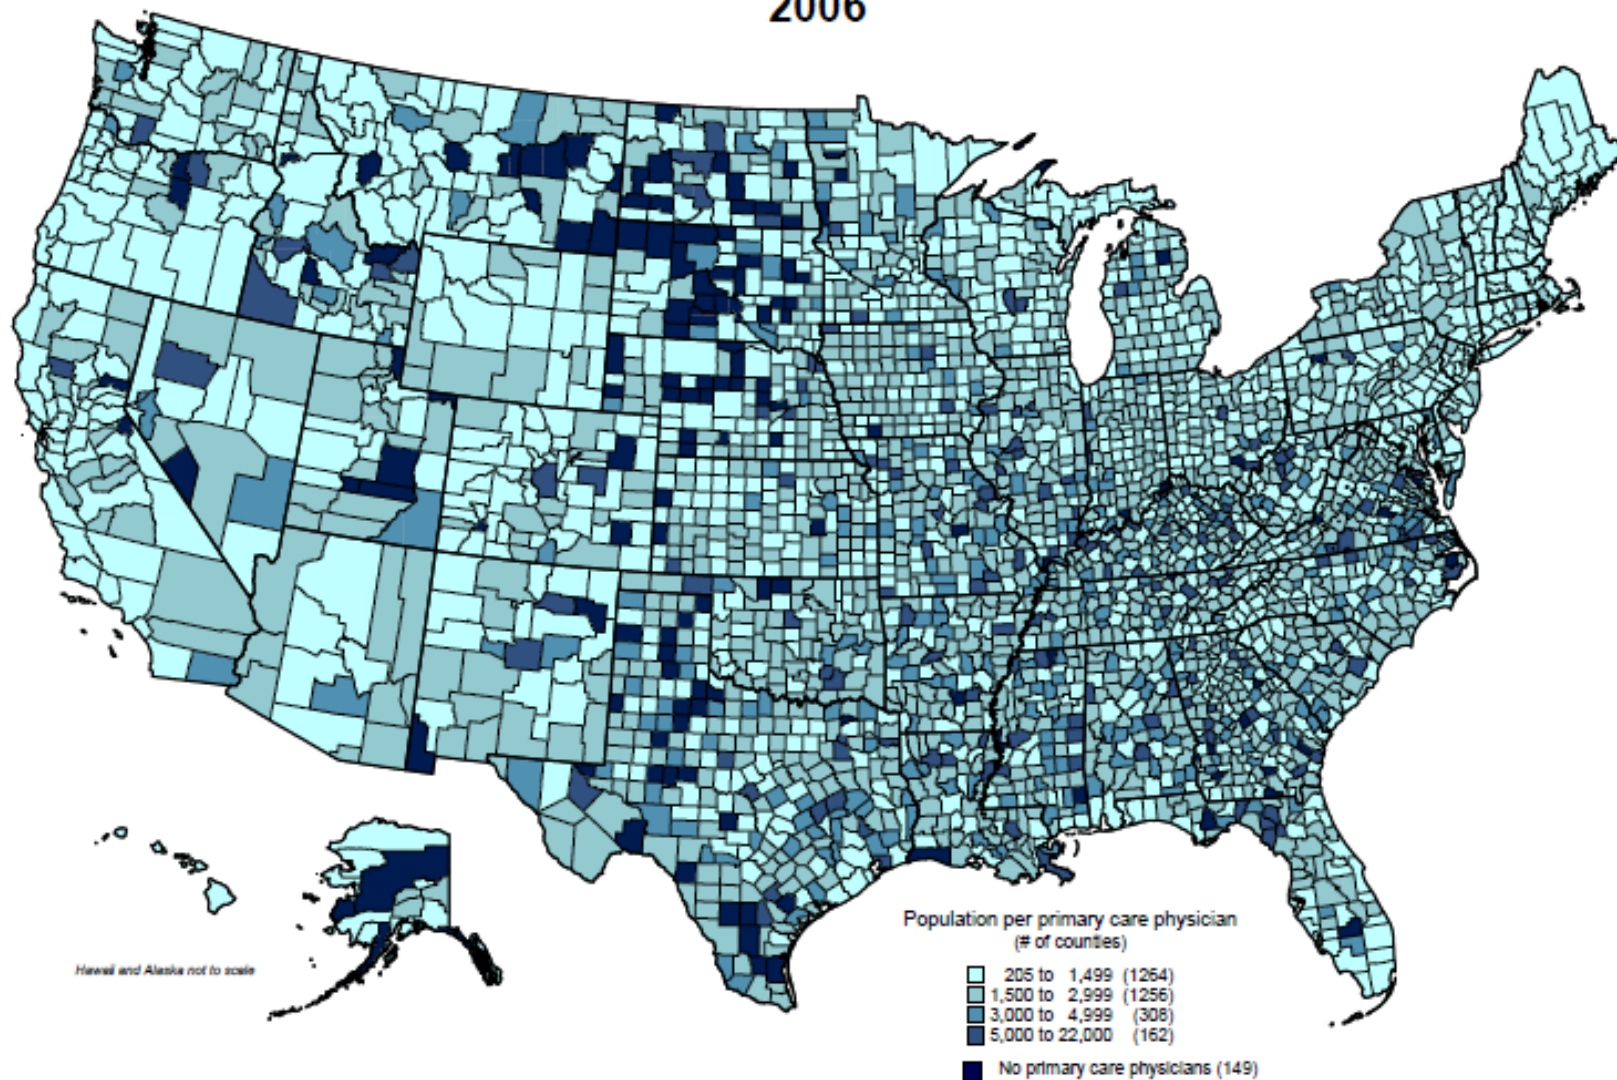 2006
Hawaii and Alaska not to scale
Population per primary care physician
(# of counties)
205 to 1,499 (1264)
1,500 to 2,999 (1256)
3,000 to 4,999 (308)
5,000 to 22,000 (162)
No primary care physicians (149)